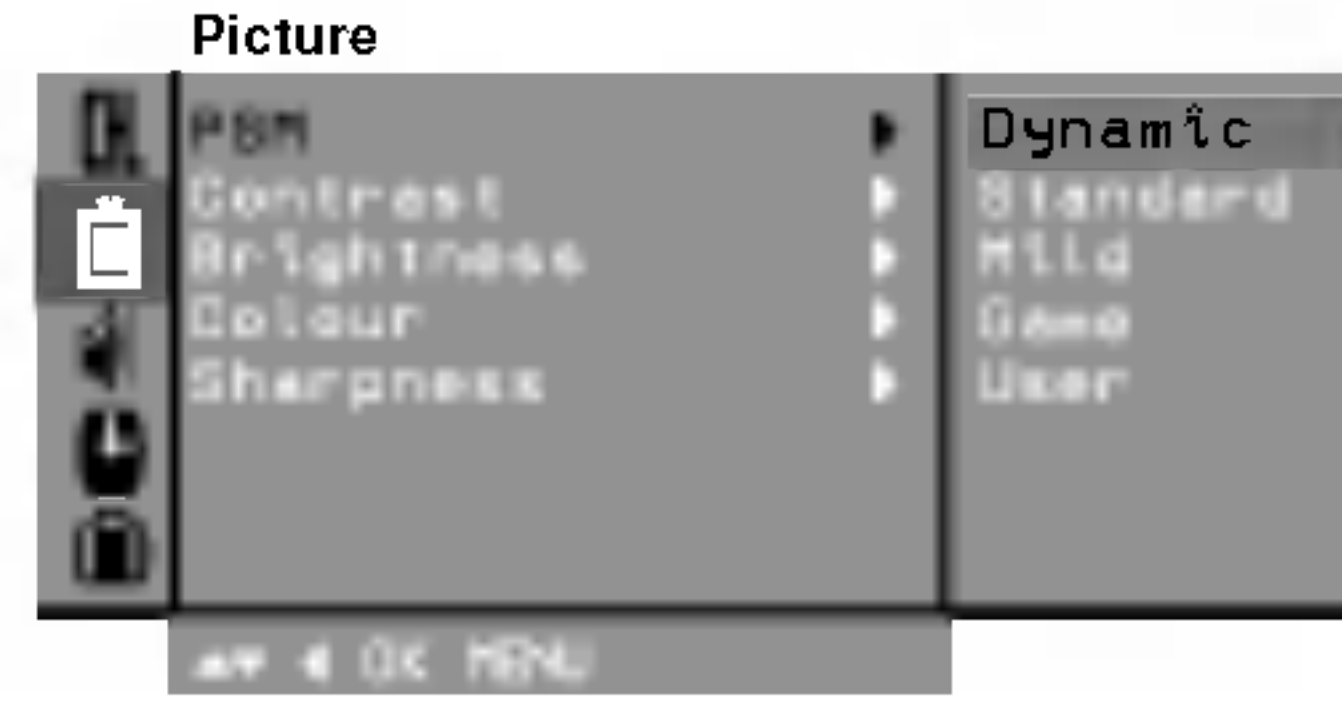 Picture
PSM
Contrast
Brightness
Colour
Sharpness
Dynamic
Standard
Mild
Game
User
▲▼ ◀ OK MENU